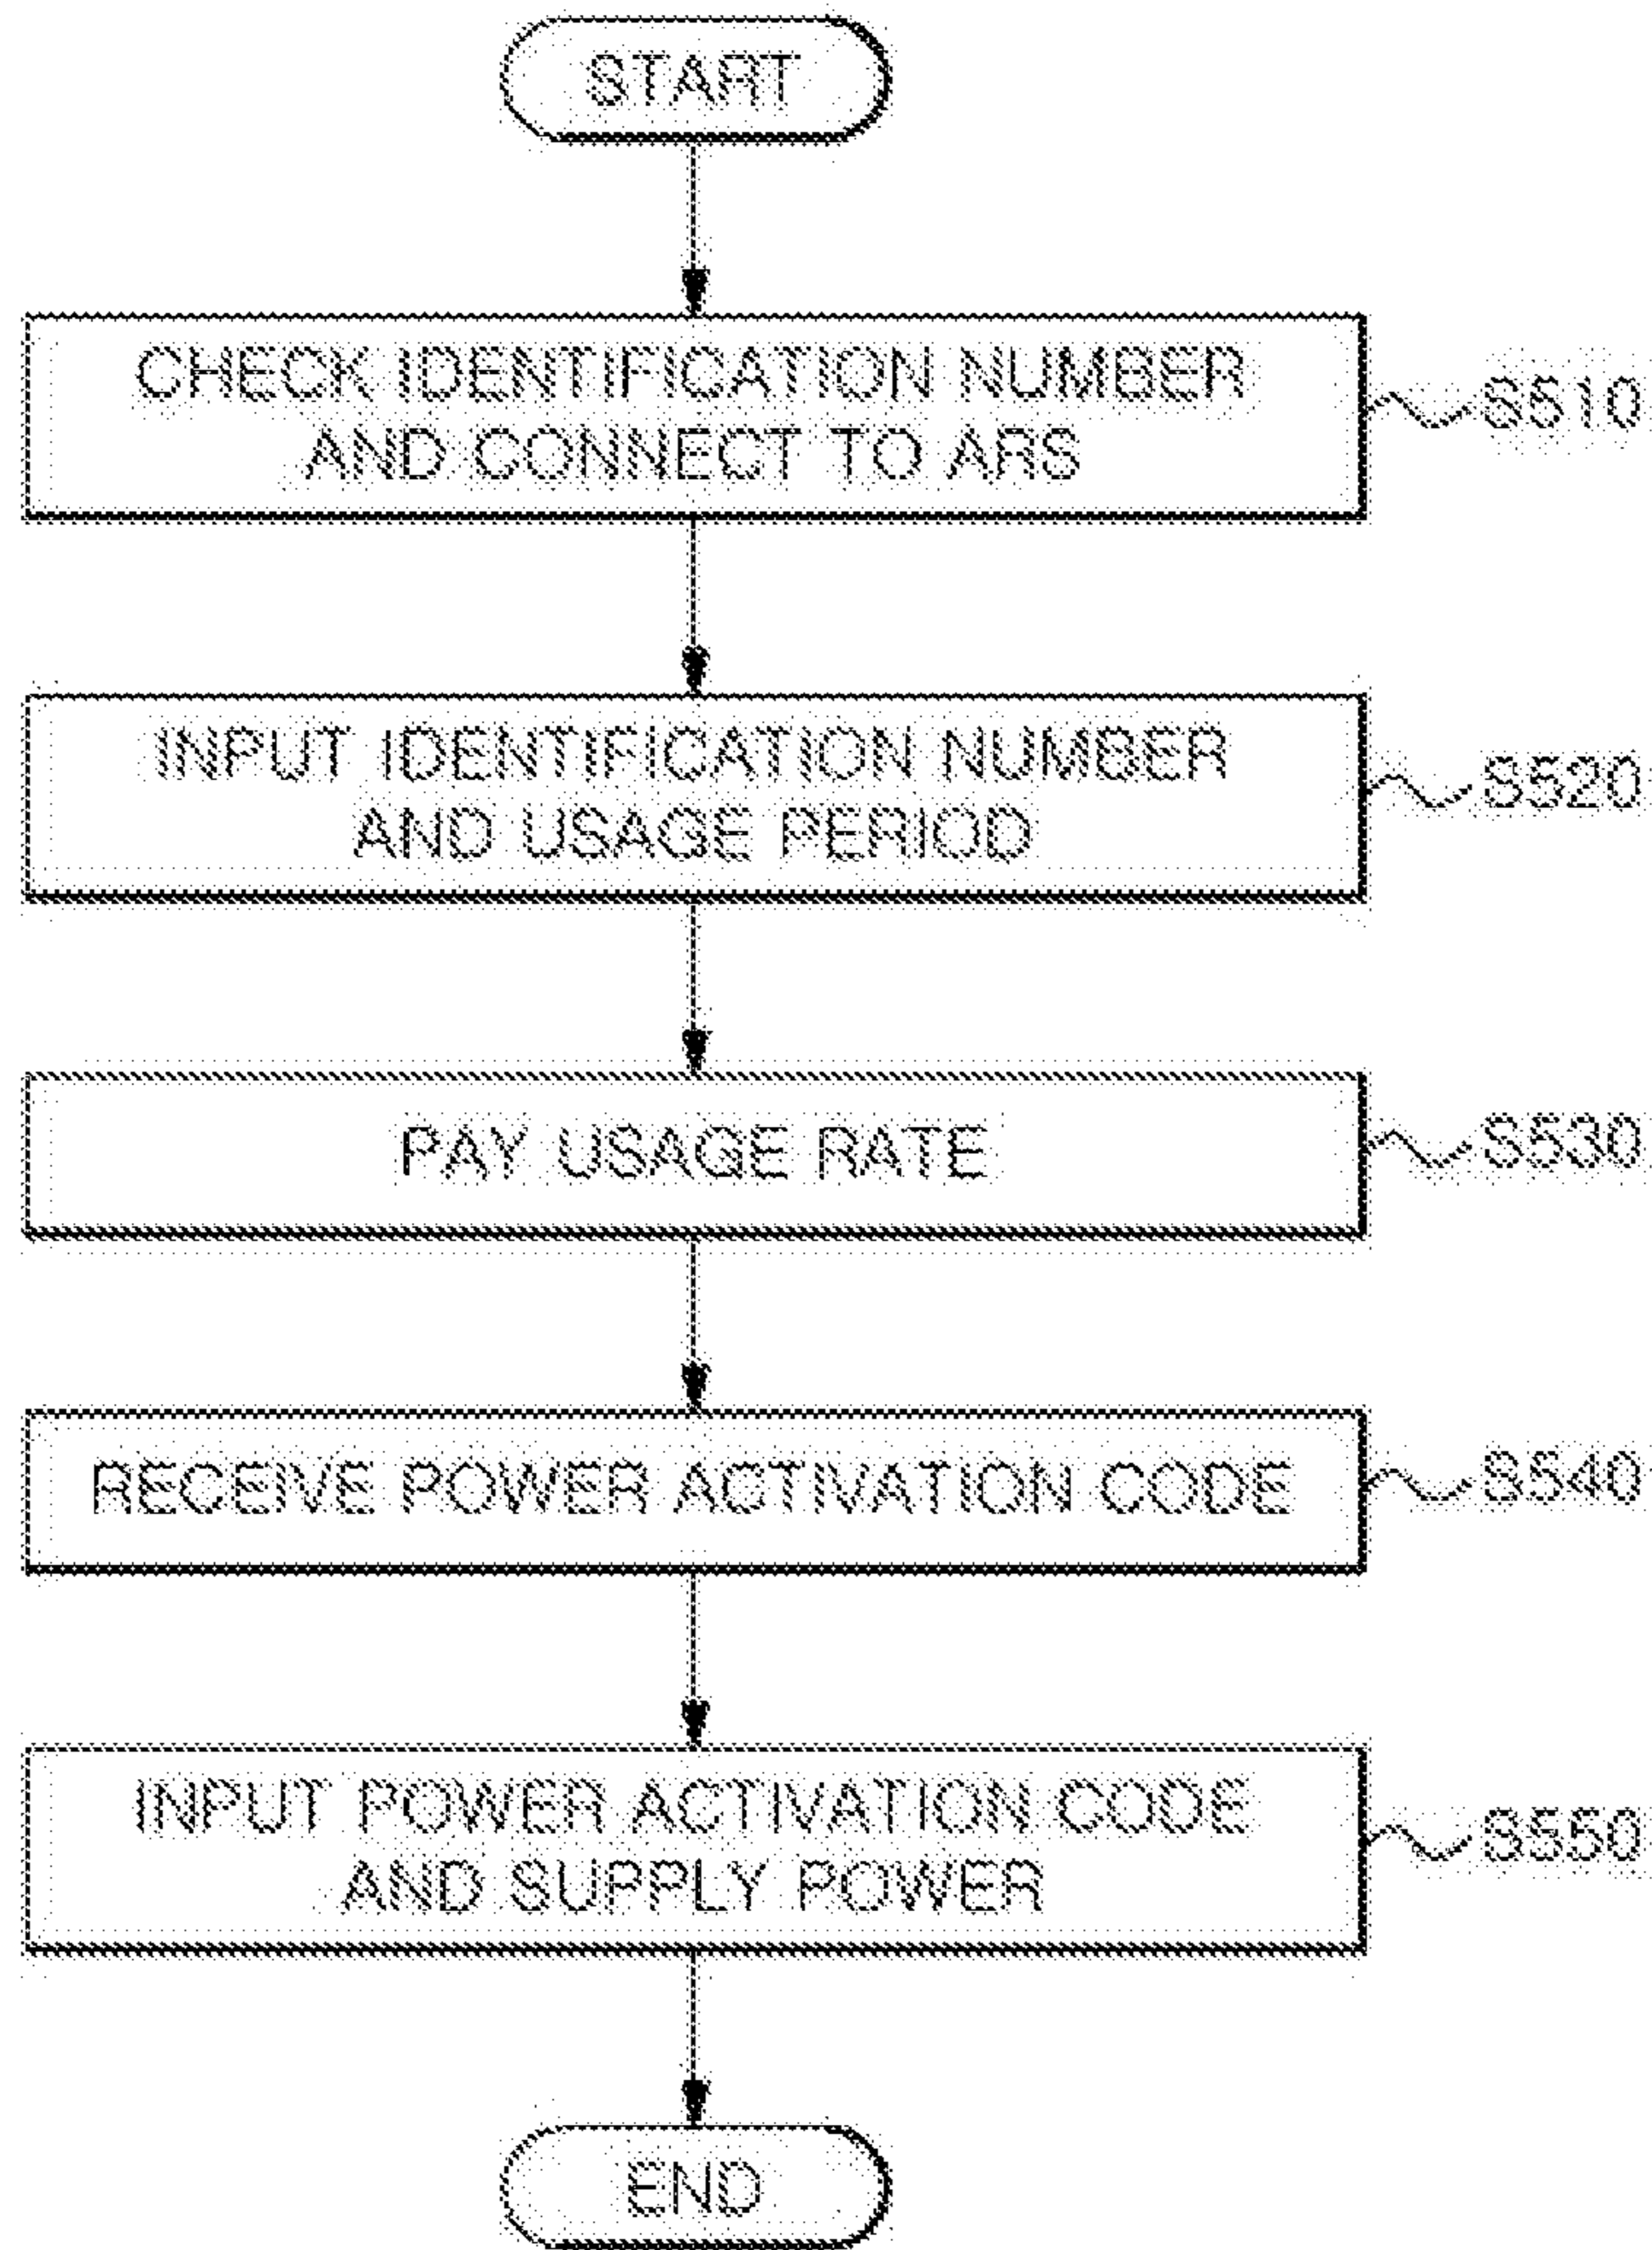 START
CHECK IDENTIFICATION NUMBER
AND CONNECT TO ARS
S510
INPUT IDENTIFICATION NUMBER
AND USAGE PERIOD
S520
PAY USAGE RATE
S530
RECEIVE POWER ACTIVATION CODE
S540
INPUT POWER ACTIVATION CODE
AND SUPPLY POWER
S550
END